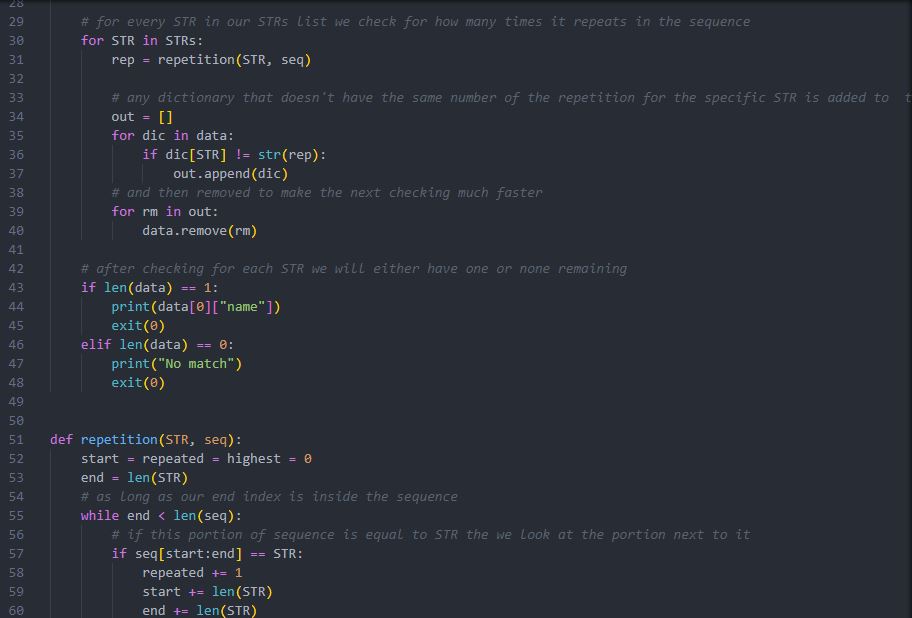 28
29 # for every STR in our STRs list we check for how many times it repeats in the sequence
30 for STR in STRs:
31 rep = repetition(STR, seq)
32
33 # any dictionary that doesn't have the same number of the repetition for the specific STR is added to t
34 out = []
35 for dic in data:
36 if dic[STR] != str(rep):
37 out.append(dic)
38 # and then removed to make the next checking much faster
39 for rm in out:
40 data.remove(rm)
41
42 # after checking for each STR we will either have one or none remaining
43 if len(data) == 1:
44 print(data[0]["name"])
45 exit(0)
46 elif len(data) == 0:
47 print("No match")
48 exit(0)
49
50
51 def repetition(STR, seq):
52 start = repeated = highest = 0
53 end = len(STR)
54 # as long as our end index is inside the sequence
55 while end < len(seq):
56 # if this portion of sequence is equal to STR the we look at the portion next to it
57 if seq[start:end] == STR:
58 repeated += 1
59 start += len(STR)
60 end += len(STR)